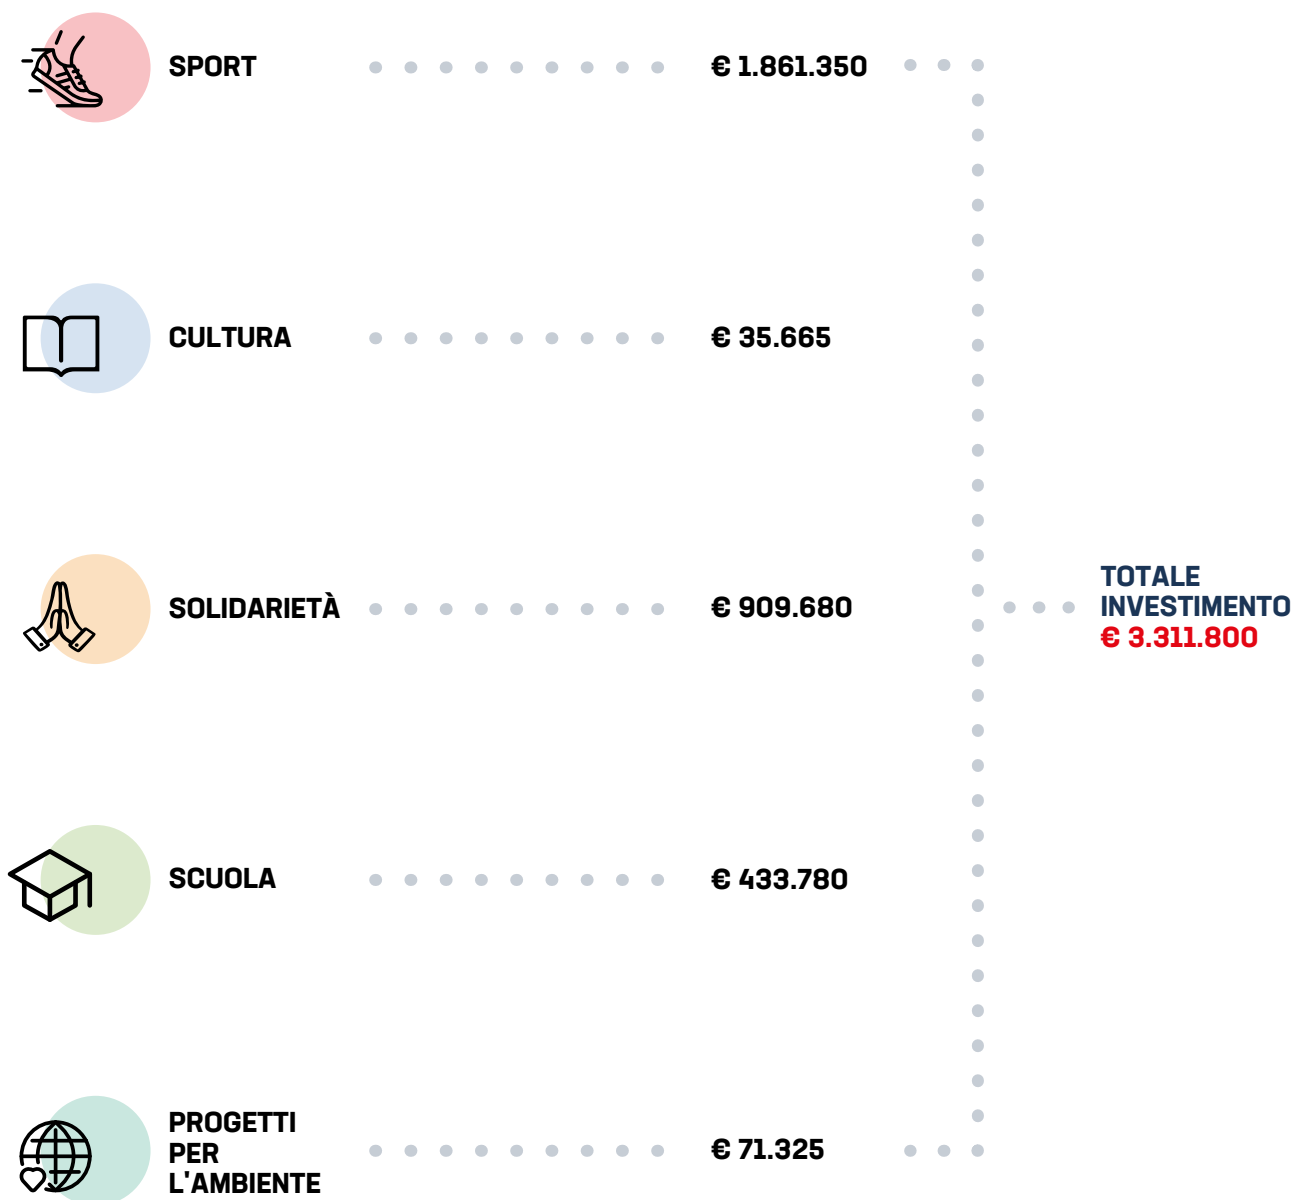 SPORT
€ 1.861.350
CULTURA
€ 35.665
SOLIDARIETÀ
€ 909.680
TOTALE
INVESTIMENTO
€ 3.311.800
SCUOLA
€ 433.780
PROGETTI
PER
L'AMBIENTE
€ 71.325